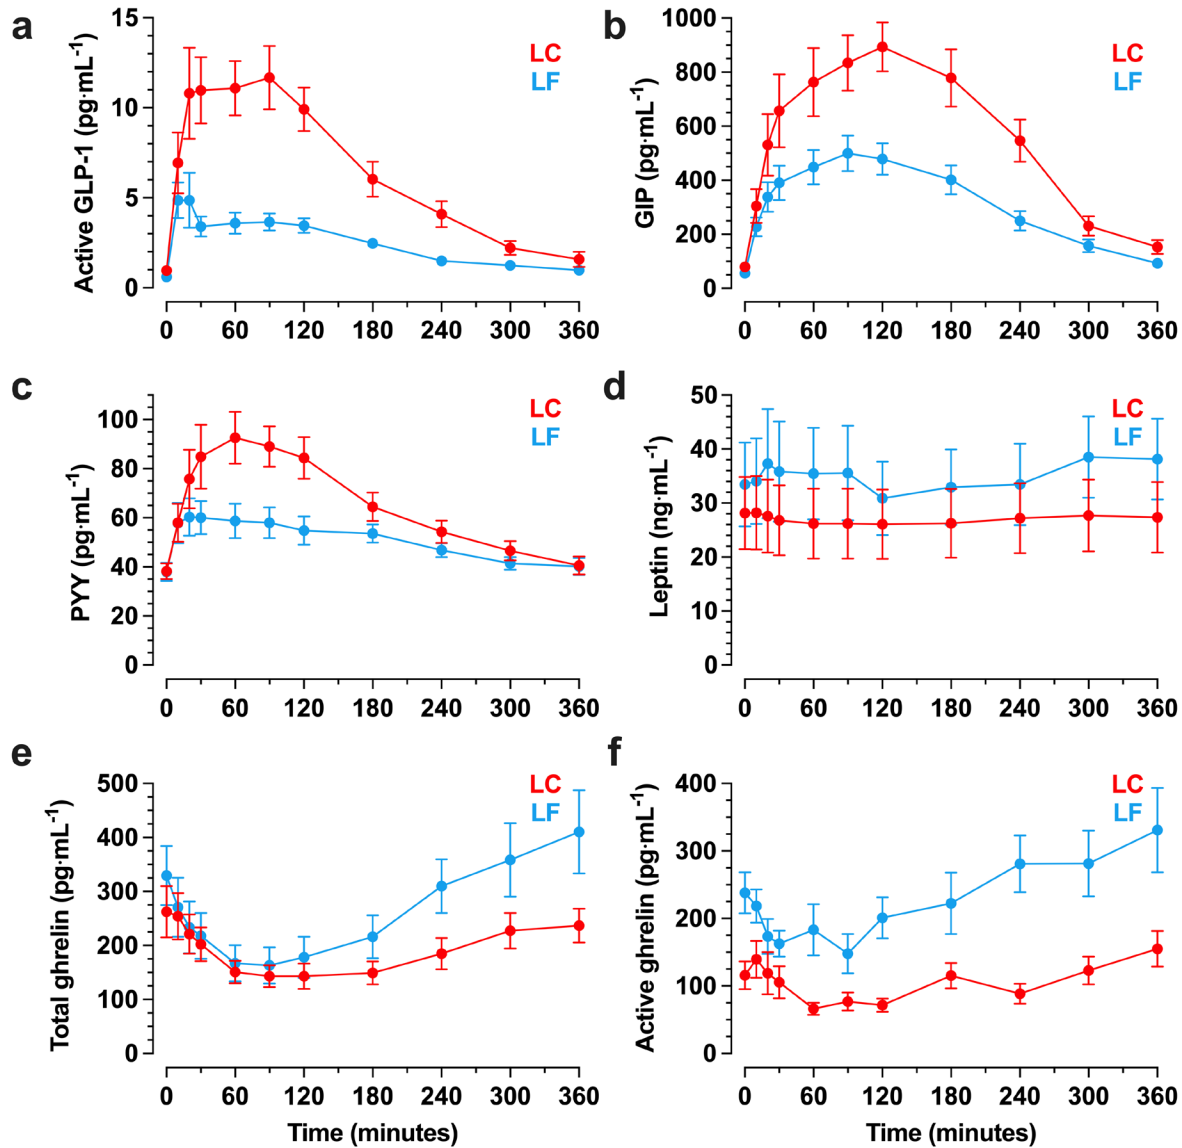 a
Active GLP-1 (pg·mL⁻¹)
15
10
5
0
LC
LF
0 60 120 180 240 300 360
b
GIP (pg·mL⁻¹)
1000
800
600
400
200
0
LC
LF
0 60 120 180 240 300 360
c
PYY (pg·mL⁻¹)
100
80
60
40
20
0
LC
LF
0 60 120 180 240 300 360
d
Leptin (ng·mL⁻¹)
50
40
30
20
10
0
LC
LF
0 60 120 180 240 300 360
e
Total ghrelin (pg·mL⁻¹)
500
400
300
200
100
0
LC
LF
0 60 120 180 240 300 360
Time (minutes)
f
Active ghrelin (pg·mL⁻¹)
400
300
200
100
0
LC
LF
0 60 120 180 240 300 360
Time (minutes)